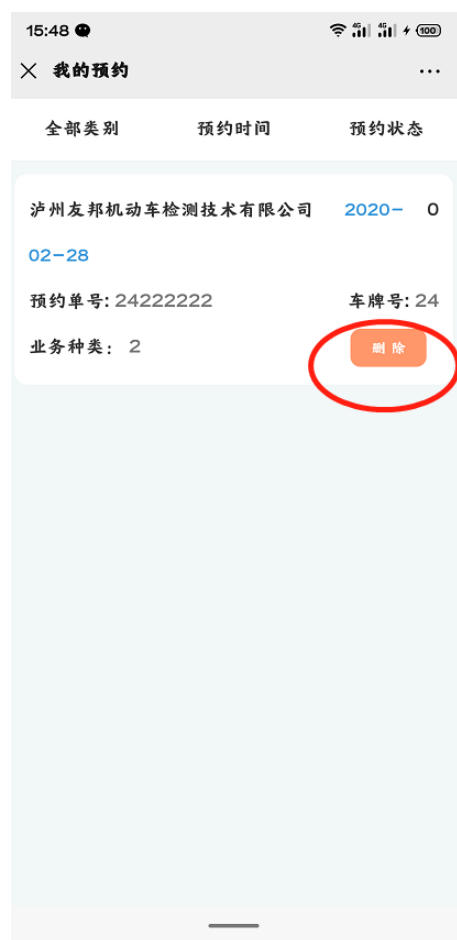 15:48 4G 4G 100
我的预约
全部类别 预约时间 预约状态
泸州友邦机动车检测技术有限公司 2020- 0
02-28
预约单号: 24222222 车牌号: 24
业务种类： 2 删除